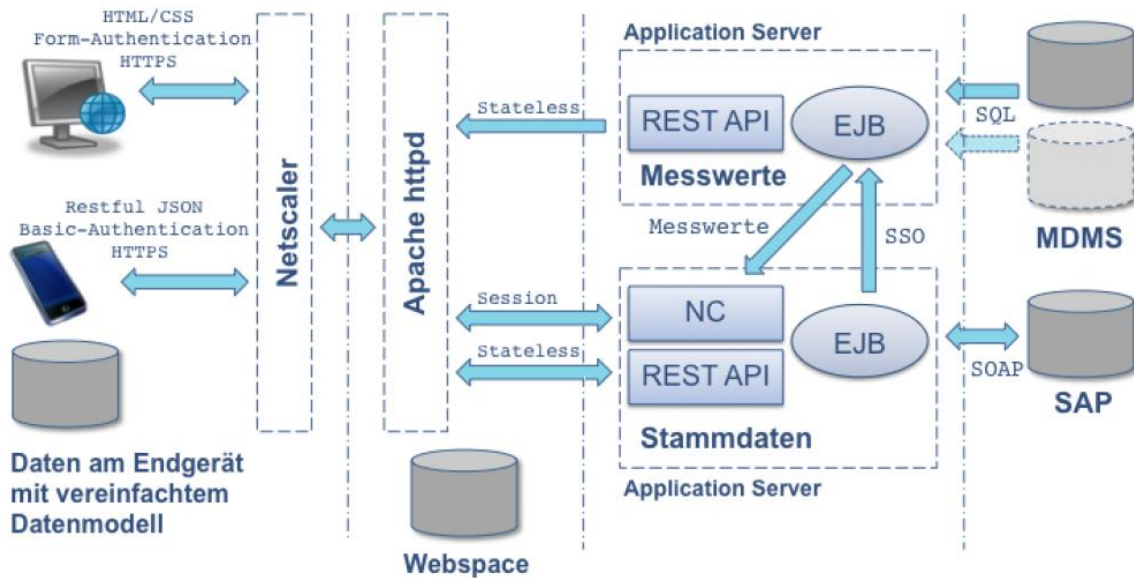 HTML/CSS
Form-Authentication
HTTPS
Restful JSON
Basic-Authentication
HTTPS
Daten am Endgerät
mit vereinfachtem
Datenmodell
Netscaler
Apache httpd
Webspace
Stateless
Session
Stateless
Application Server
REST API
EJB
Messwerte
Messwerte
SSO
NC
REST API
EJB
Stammdaten
Application Server
SQL
MDMS
SOAP
SAP